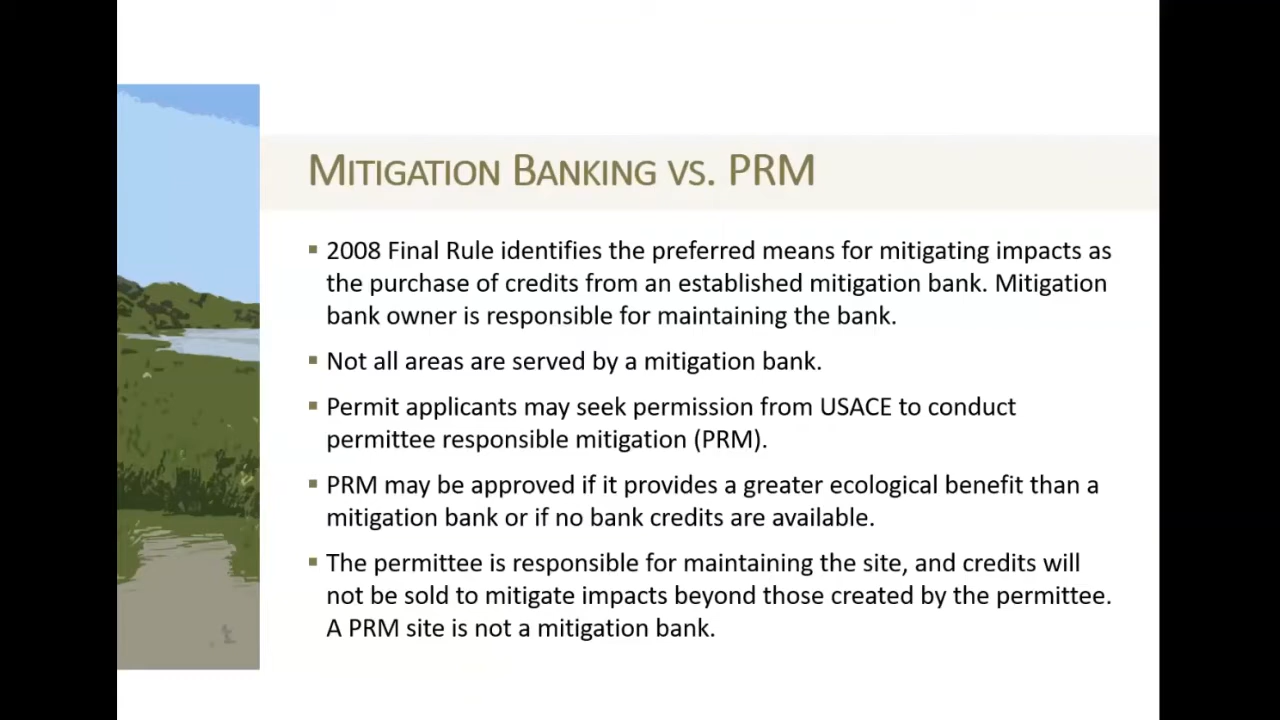 MITIGATION BANKING VS. PRM
▪ 2008 Final Rule identifies the preferred means for mitigating impacts as
the purchase of credits from an established mitigation bank. Mitigation
bank owner is responsible for maintaining the bank.
▪ Not all areas are served by a mitigation bank.
▪ Permit applicants may seek permission from USACE to conduct
permittee responsible mitigation (PRM).
▪ PRM may be approved if it provides a greater ecological benefit than a
mitigation bank or if no bank credits are available.
▪ The permittee is responsible for maintaining the site, and credits will
not be sold to mitigate impacts beyond those created by the permittee.
A PRM site is not a mitigation bank.